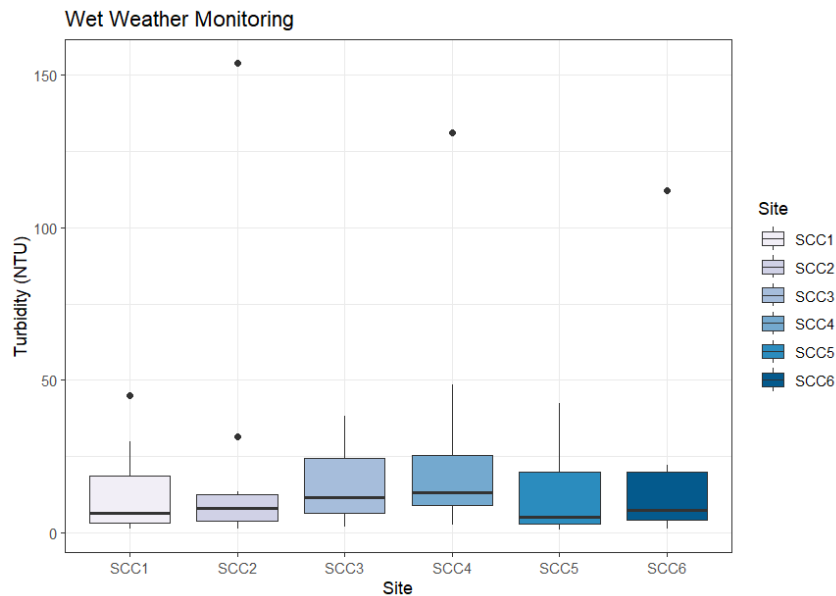 Wet Weather Monitoring
150
100
50
0
Turbidity (NTU)
SCC1 SCC2 SCC3 SCC4 SCC5 SCC6
Site
Site
SCC1
SCC2
SCC3
SCC4
SCC5
SCC6